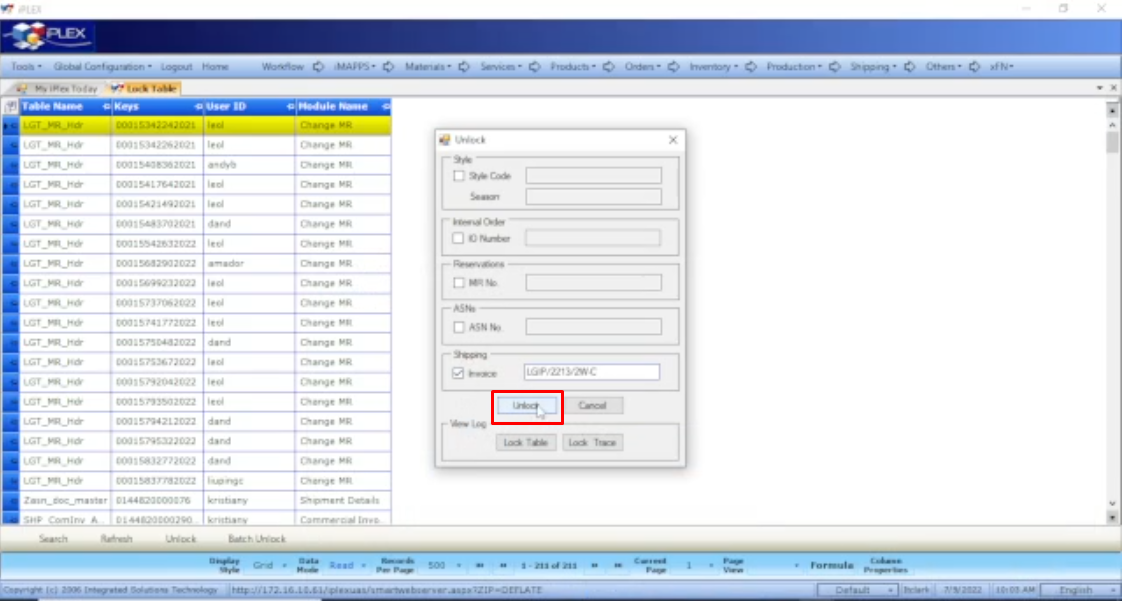 iPLEX
iPLEX
Tools Global Configuration Logout Home Workflow iMAPPS Materials Services Products Orders Inventory Production Shipping Others xFN
My iPlex Today Lock Table
Table Name Keys User ID Module Name
LGT_MR_Hdr 00015342242021 leol Change MR
LGT_MR_Hdr 00015342262021 leol Change MR
LGT_MR_Hdr 00015408362021 andyb Change MR
LGT_MR_Hdr 00015417642021 leol Change MR
LGT_MR_Hdr 00015421492021 leol Change MR
LGT_MR_Hdr 00015483702021 dand Change MR
LGT_MR_Hdr 00015542632022 leol Change MR
LGT_MR_Hdr 00015682902022 amador Change MR
LGT_MR_Hdr 00015699232022 leol Change MR
LGT_MR_Hdr 00015737062022 leol Change MR
LGT_MR_Hdr 00015741772022 leol Change MR
LGT_MR_Hdr 00015750482022 dand Change MR
LGT_MR_Hdr 00015753672022 leol Change MR
LGT_MR_Hdr 00015792042022 leol Change MR
LGT_MR_Hdr 00015793502022 leol Change MR
LGT_MR_Hdr 00015794212022 dand Change MR
LGT_MR_Hdr 00015795322022 dand Change MR
LGT_MR_Hdr 00015832772022 dand Change MR
LGT_MR_Hdr 00015837782022 liupingc Change MR
Zasn_doc_master 0144820000076 kristiany Shipment Details
SHP_ComInv_A... 0144820000290... kristiany Commercial Invo...
Unlock
Style
Style Code
Season
Internal Order
IO Number
Reservations
MR No.
ASNs
ASN No.
Shipping
Invoice LGIP/2213/2W-C
Unlock Cancel
View Log
Lock Table Lock Trace
Search Refresh Unlock Batch Unlock
Display Style Grid Data Mode Read Records Per Page 500 1 - 211 of 211 Current Page 1 Page View Formula Column Properties
Copyright (c) 2006 Integrated Solutions Technology http://172.16.10.61/iplexuas/smartwebserver.aspx?ZIP=DEFLATE Default 7/5/2022 10:03 AM English